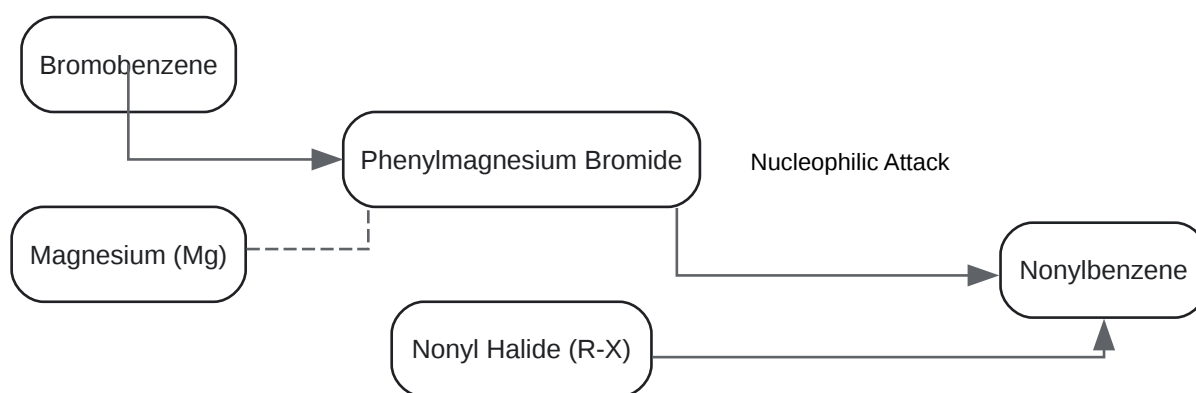 Bromobenzene
Phenylmagnesium Bromide
Nucleophilic Attack
Magnesium (Mg)
Nonylbenzene
Nonyl Halide (R-X)